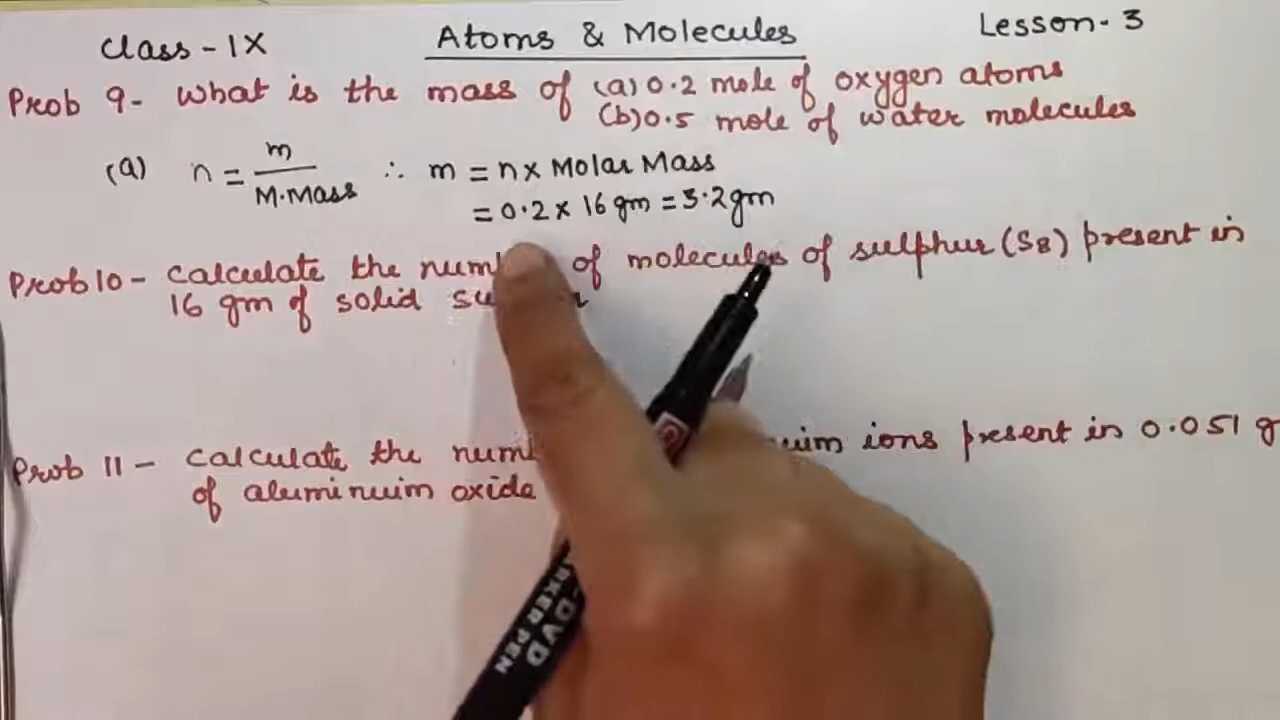 Class - IX Atoms & Molecules Lesson - 3
Prob 9 - What is the mass of (a) 0.2 mole of oxygen atoms
(b) 0.5 mole of water molecules
(a) n = m / M.Mass ∴ m = n x Molar Mass
= 0.2 x 16 gm = 3.2 gm
Prob 10 - calculate the num of molecules of sulphur (S8) present in
16 gm of solid su
Prob 11 - calculate the num ions present in 0.051 g
of aluminium oxide
DVD
MARKER PEN